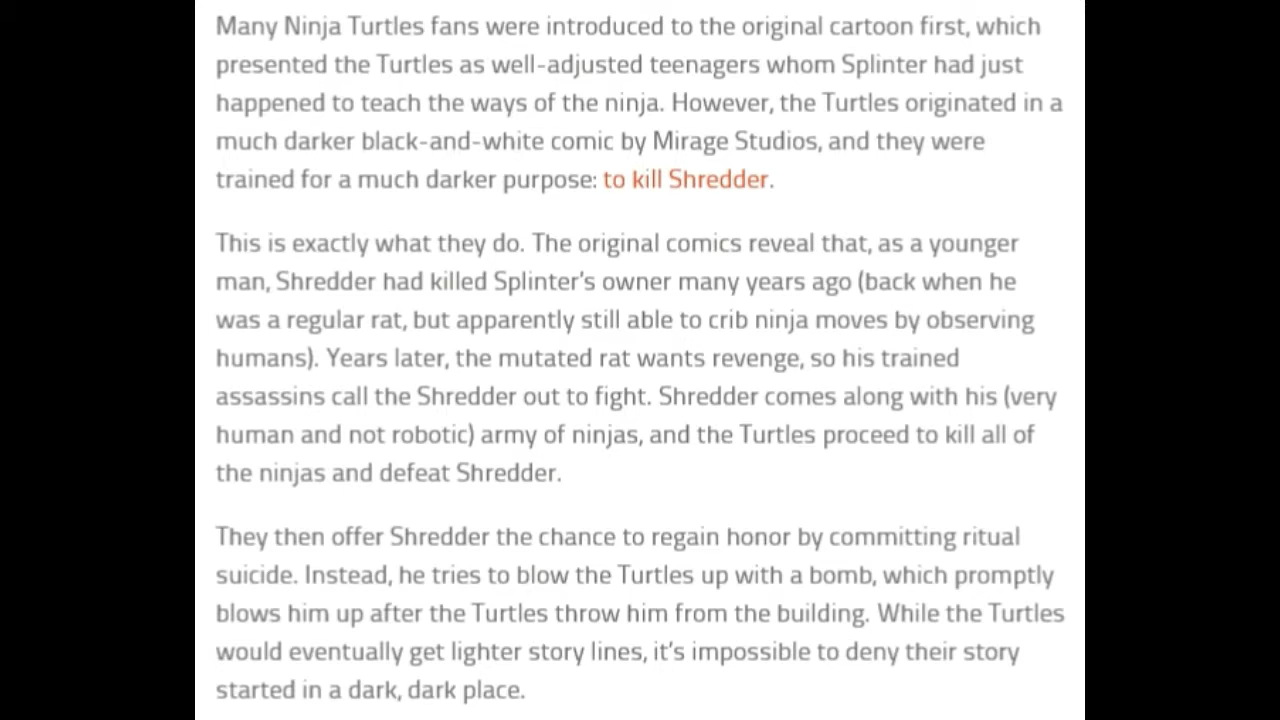 Many Ninja Turtles fans were introduced to the original cartoon first, which
presented the Turtles as well-adjusted teenagers whom Splinter had just
happened to teach the ways of the ninja. However, the Turtles originated in a
much darker black-and-white comic by Mirage Studios, and they were
trained for a much darker purpose: to kill Shredder.
This is exactly what they do. The original comics reveal that, as a younger
man, Shredder had killed Splinter's owner many years ago (back when he
was a regular rat, but apparently still able to crib ninja moves by observing
humans). Years later, the mutated rat wants revenge, so his trained
assassins call the Shredder out to fight. Shredder comes along with his (very
human and not robotic) army of ninjas, and the Turtles proceed to kill all of
the ninjas and defeat Shredder.
They then offer Shredder the chance to regain honor by committing ritual
suicide. Instead, he tries to blow the Turtles up with a bomb, which promptly
blows him up after the Turtles throw him from the building. While the Turtles
would eventually get lighter story lines, it's impossible to deny their story
started in a dark, dark place.